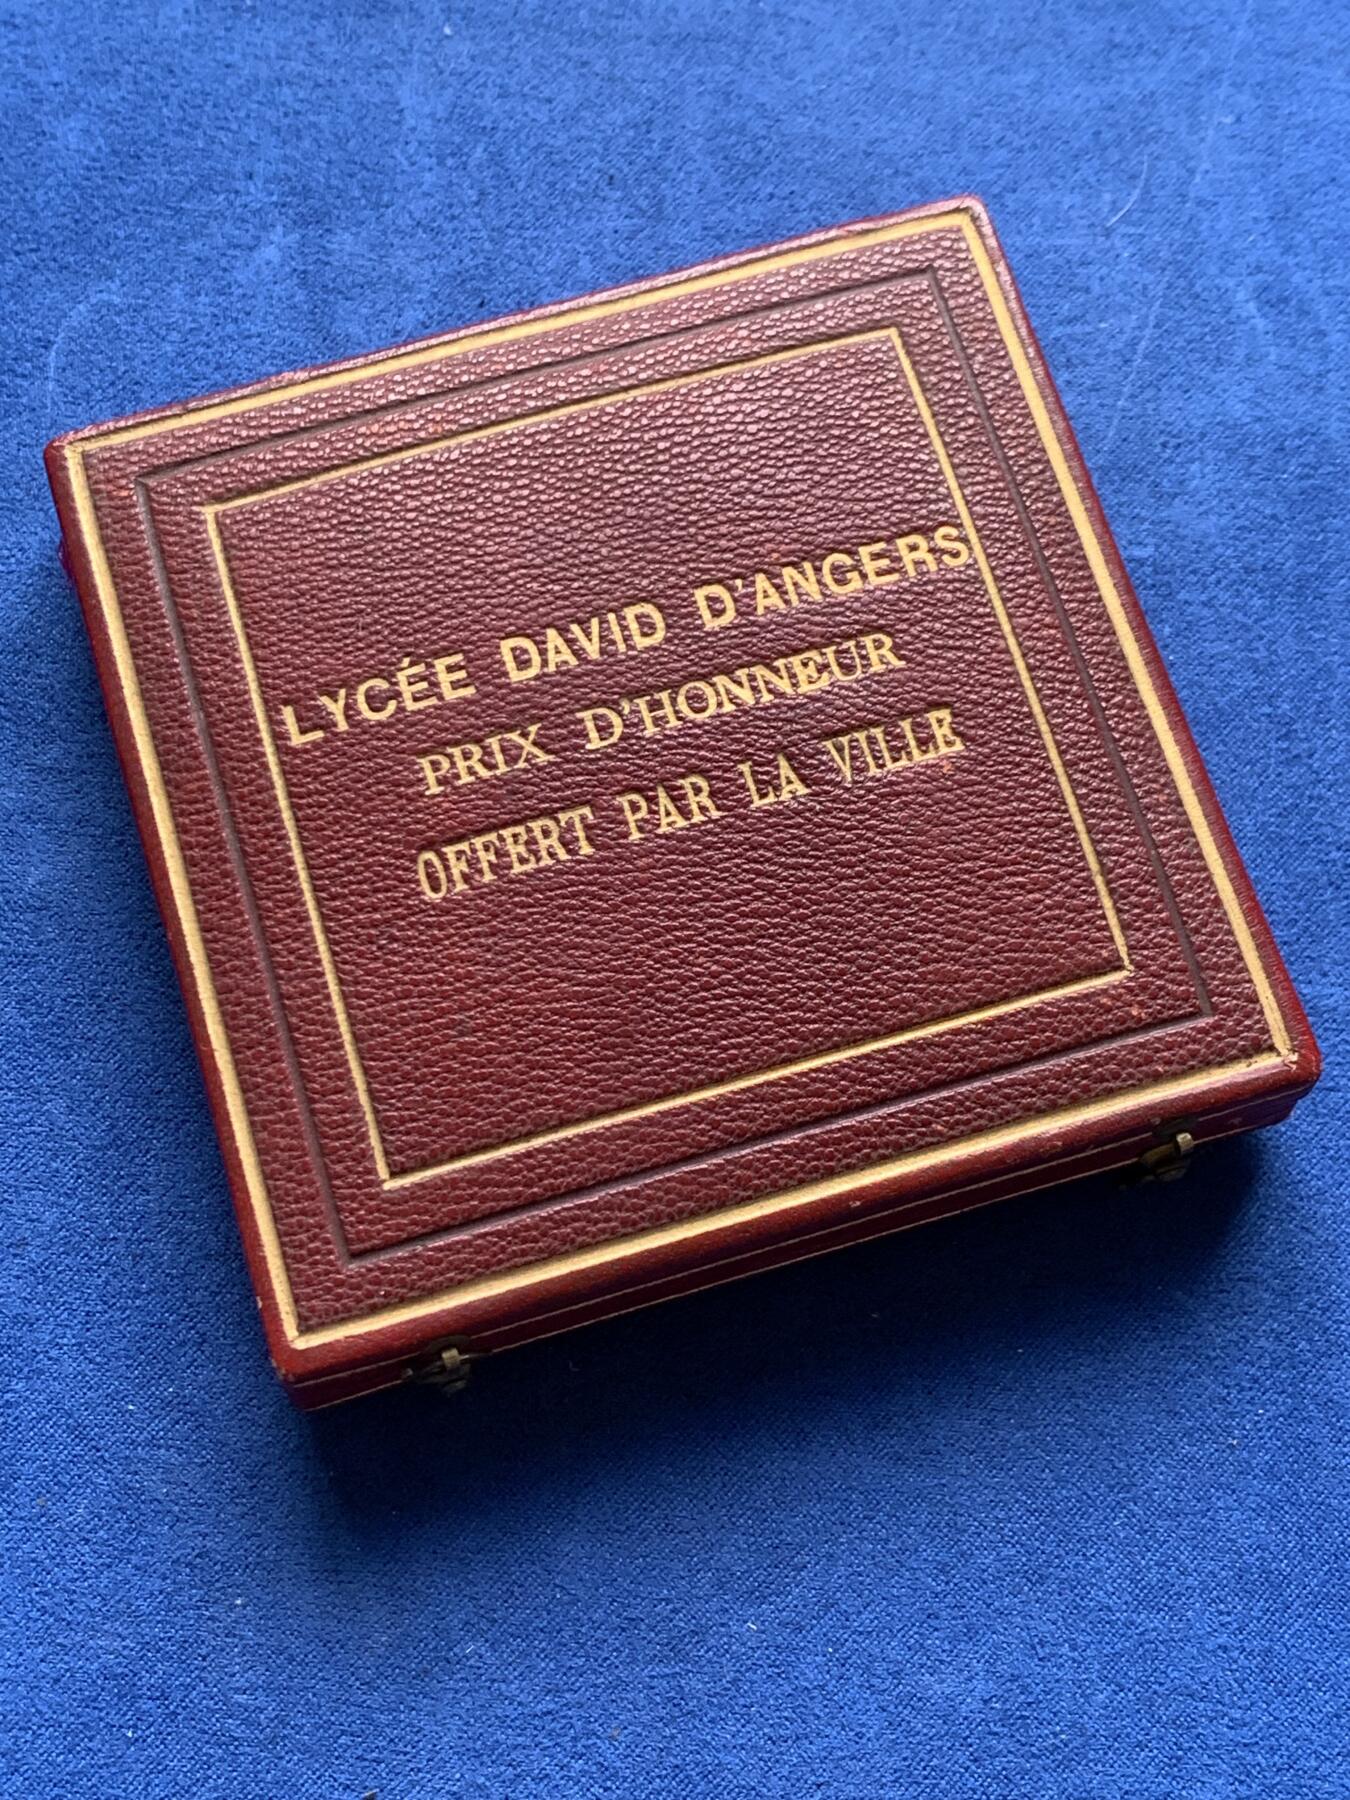 LYCÉE DAVID D'ANGERS
PRIX D'HONNEUR
OFFERT PAR LA VILLE